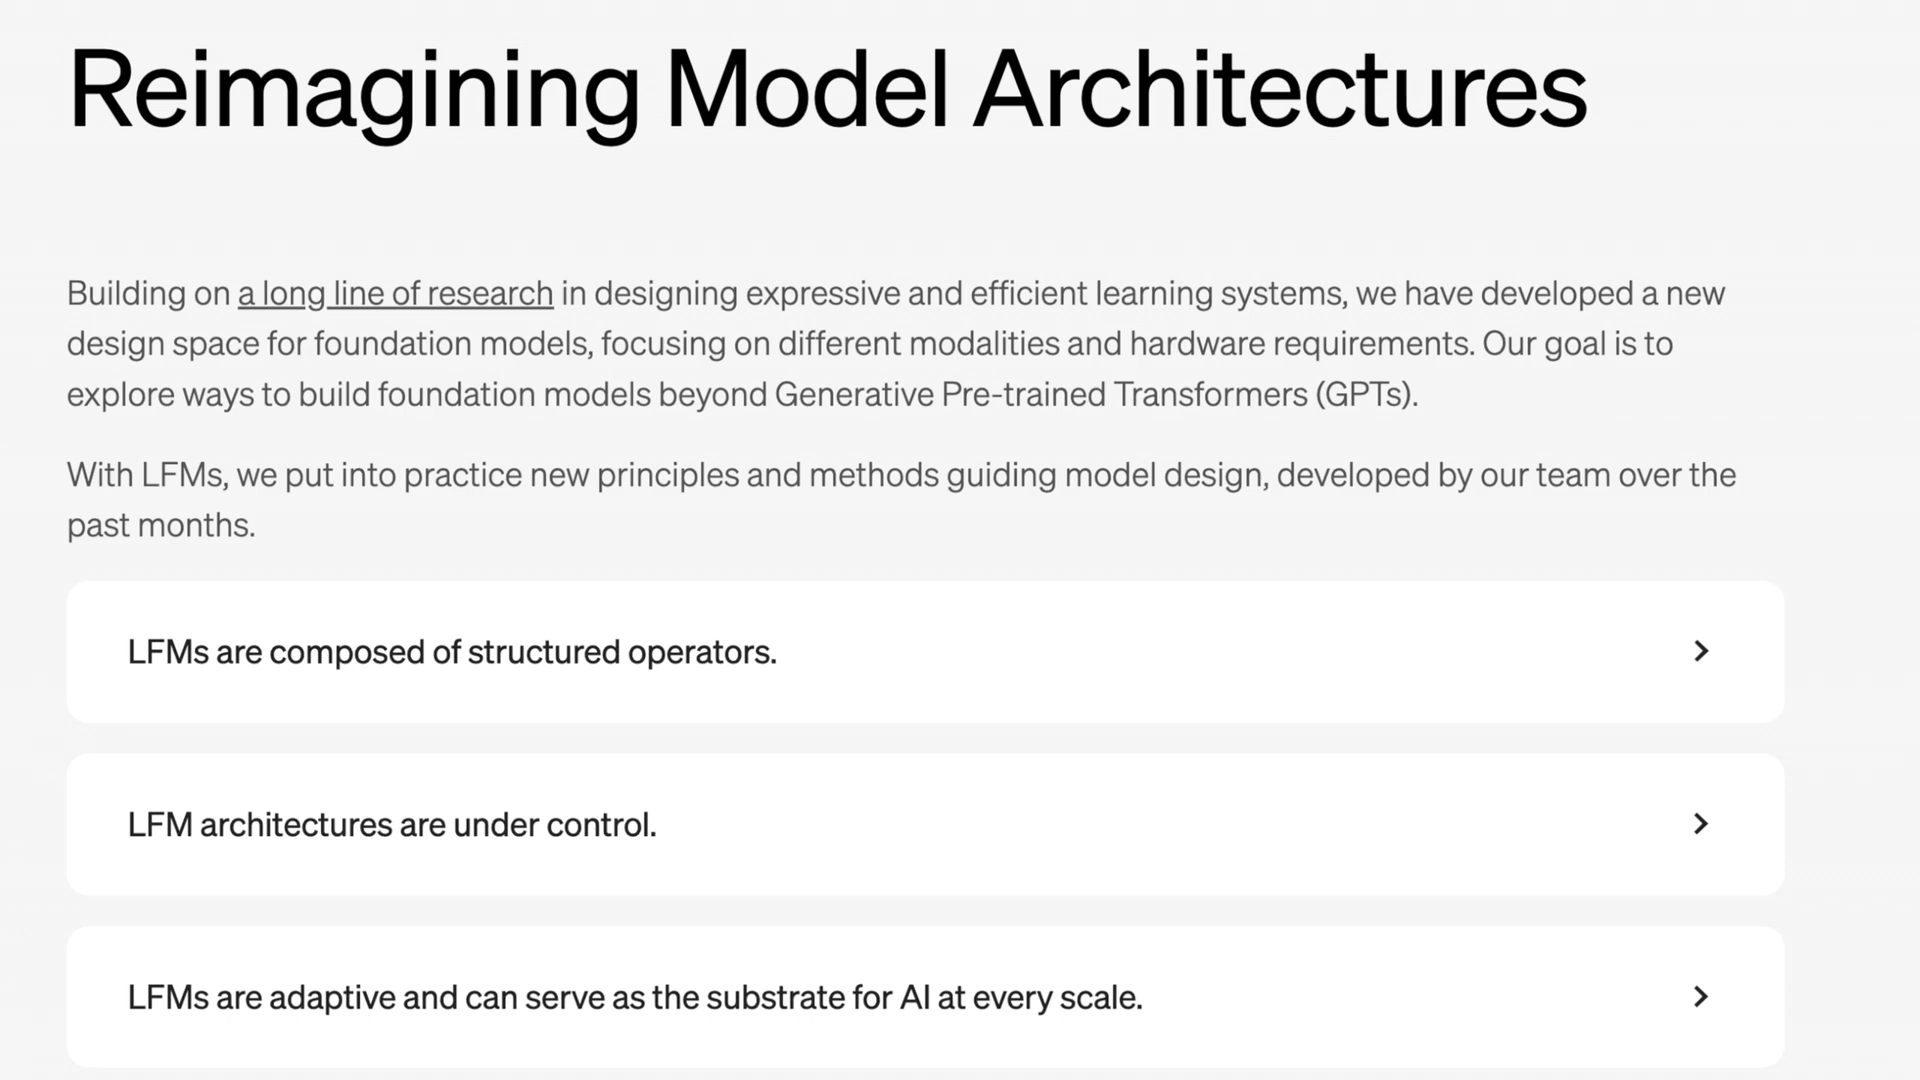 Reimagining Model Architectures
Building on a long line of research in designing expressive and efficient learning systems, we have developed a new
design space for foundation models, focusing on different modalities and hardware requirements. Our goal is to
explore ways to build foundation models beyond Generative Pre-trained Transformers (GPTs).
With LFMs, we put into practice new principles and methods guiding model design, developed by our team over the
past months.
LFMs are composed of structured operators.
LFM architectures are under control.
LFMs are adaptive and can serve as the substrate for AI at every scale.